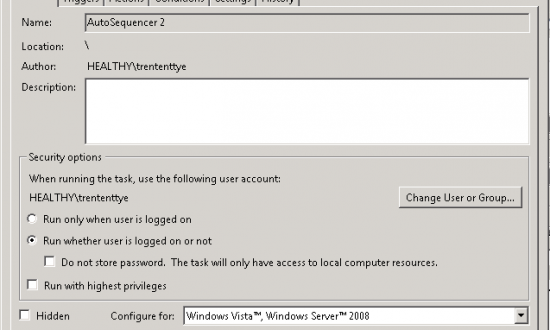 Triggers Actions Conditions Settings History
Name: AutoSequencer 2
Location: \
Author: HEALTHY\trententtye
Description:
Security options
When running the task, use the following user account:
HEALTHY\trententtye Change User or Group...
Run only when user is logged on
Run whether user is logged on or not
Do not store password. The task will only have access to local computer resources.
Run with highest privileges
Hidden Configure for: Windows Vista™, Windows Server™ 2008